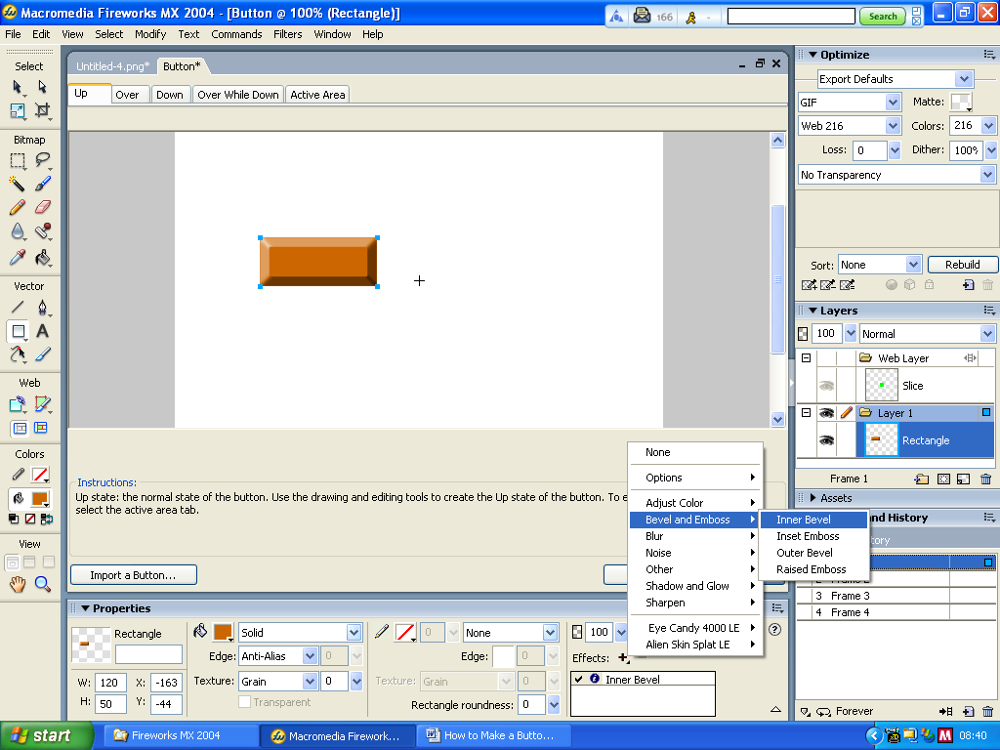 Macromedia Fireworks MX 2004 - [Button @ 100% (Rectangle)]
166 - Search
File Edit View Select Modify Text Commands Filters Window Help
Select
Bitmap
Vector
Web
Colors
View
Untitled-4.png* Button*
Up Over Down Over While Down Active Area
Instructions:
Up state: the normal state of the button. Use the drawing and editing tools to create the Up state of the button. To e
select the active area tab.
Import a Button...
None
Options
Adjust Color
Bevel and Emboss
Blur
Noise
Other
Shadow and Glow
Sharpen
Eye Candy 4000 LE
Alien Skin Splat LE
Inner Bevel
Inset Emboss
Outer Bevel
Raised Emboss
Optimize
Export Defaults
GIF Matte:
Web 216 Colors: 216
Loss: 0 Dither: 100%
No Transparency
Sort: None Rebuild
Layers
100 Normal
Web Layer
Slice
Layer 1
Rectangle
Frame 1
Assets
and History
ory
3 Frame 3
4 Frame 4
Forever
Properties
Rectangle
W: 120 X: -163
H: 50 Y: -44
Solid
Edge: Anti-Alias 0
Texture: Grain 0
Transparent
0 None
Edge: 0
Texture: Grain 0
Rectangle roundness: 0
100
Effects:
Inner Bevel
start Fireworks MX 2004 Macromedia Firework... How to Make a Butto... 08:40